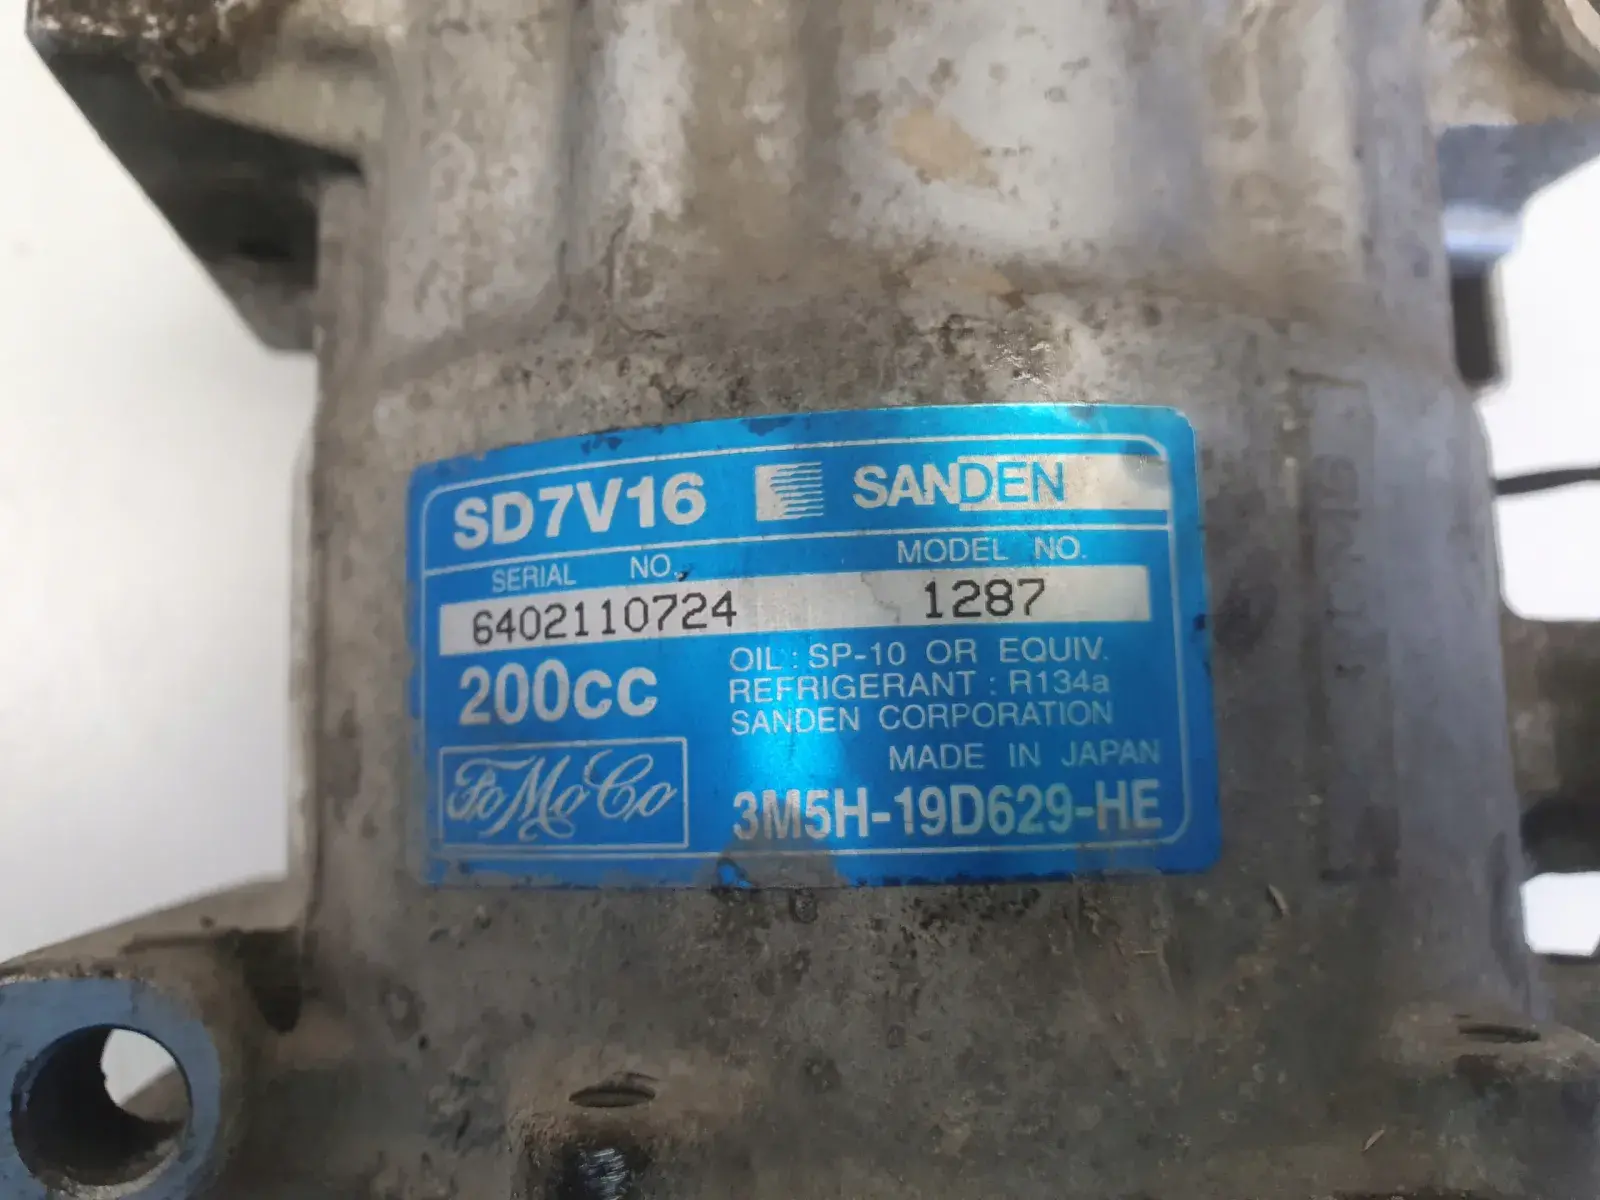 SD7V16 SANDEN
SERIAL NO. MODEL NO.
6402110724 1287
200cc
OIL : SP-10 OR EQUIV.
REFRIGERANT : R134a
SANDEN CORPORATION
MADE IN JAPAN
FoMoCo
3M5H-19D629-HE